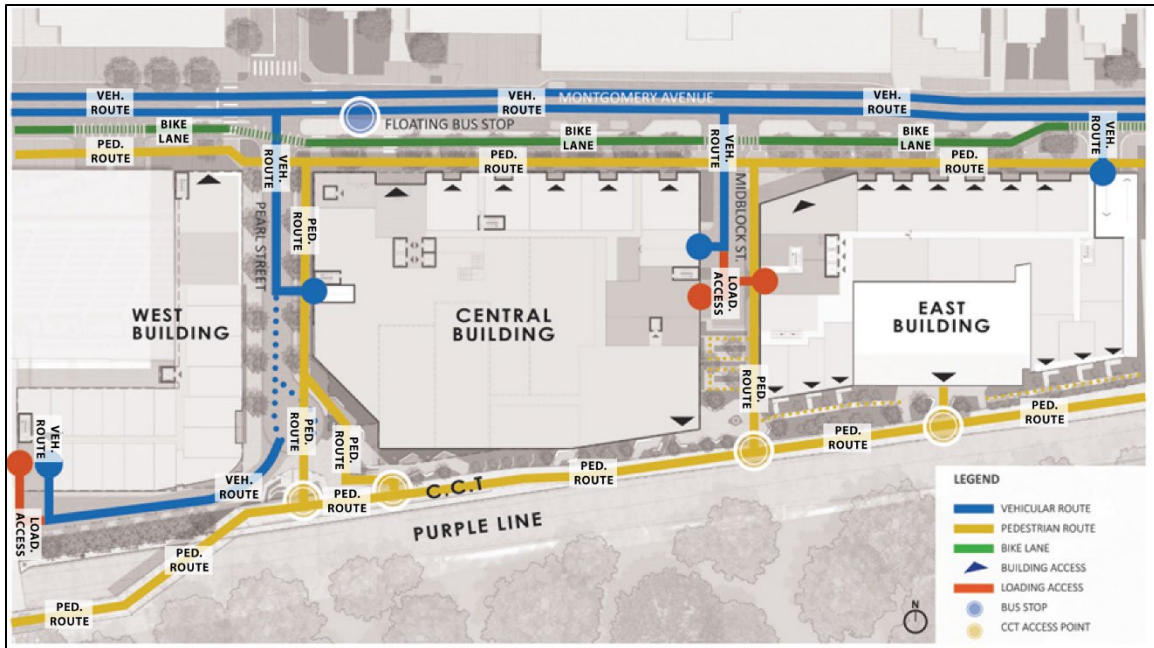 VEH.
ROUTE
VEH.
ROUTE
MONTGOMERY AVENUE
VEH.
ROUTE
FLOATING BUS STOP
BIKE
LANE
BIKE
LANE
BIKE
LANE
VEH.
ROUTE
PED.
ROUTE
PED.
ROUTE
PED.
ROUTE
VEH.
ROUTE
VEH.
ROUTE
PEARL STREET
PED.
ROUTE
MIDBLOCK ST.
LOAD.
ACCESS
WEST
BUILDING
CENTRAL
BUILDING
EAST
BUILDING
PED.
ROUTE
PED.
ROUTE
PED.
ROUTE
PED.
ROUTE
PED.
ROUTE
VEH.
ROUTE
VEH.
ROUTE
LOAD.
ACCESS
PED.
ROUTE
C.C.T
PED.
ROUTE
PURPLE LINE
PED.
ROUTE
PED.
ROUTE
N
LEGEND
VEHICULAR ROUTE
PEDESTRIAN ROUTE
BIKE LANE
BUILDING ACCESS
LOADING ACCESS
BUS STOP
CCT ACCESS POINT